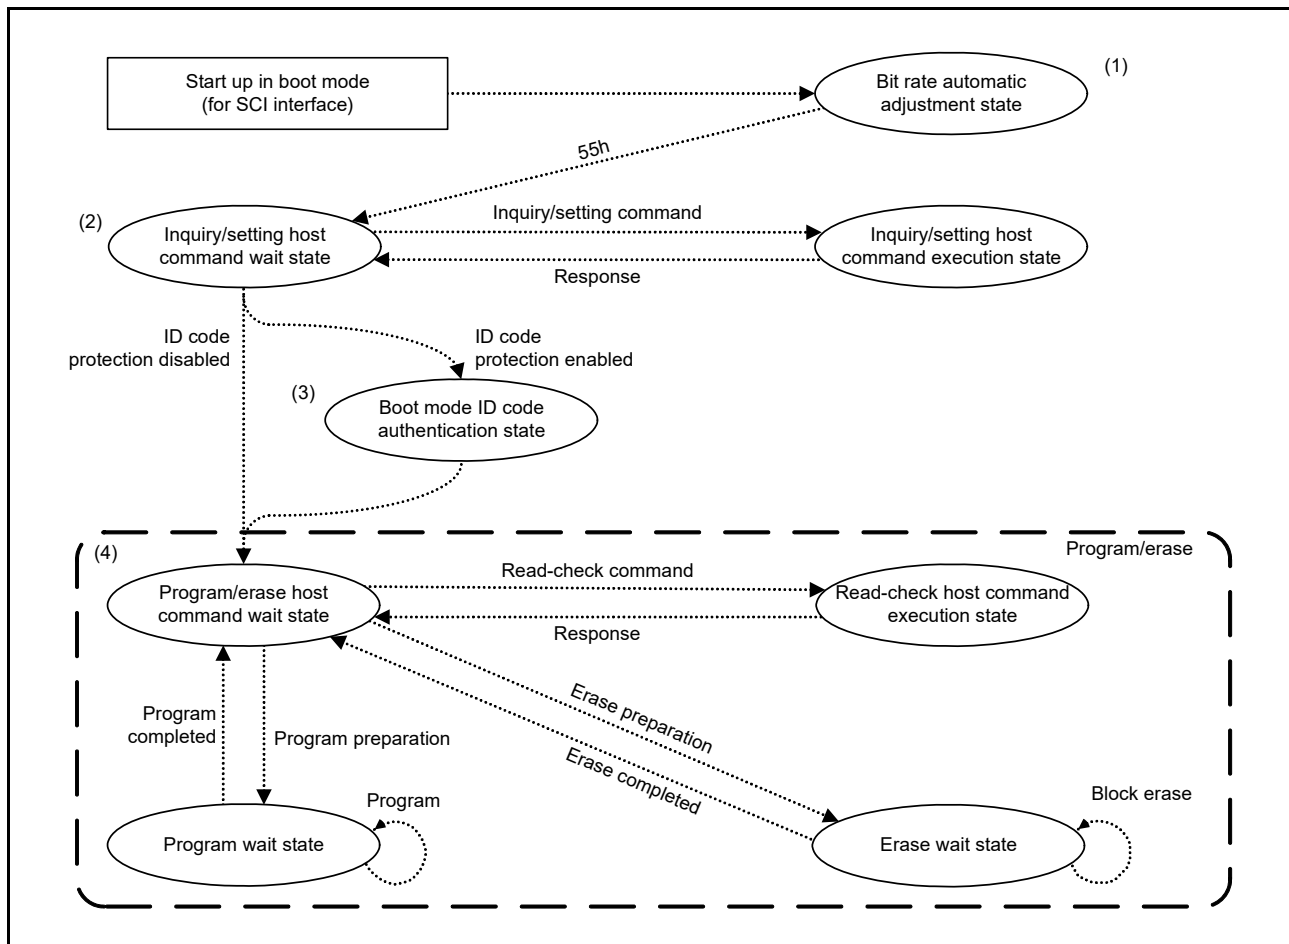 Start up in boot mode
(for SCI interface)
Bit rate automatic
adjustment state
(1)
55h
(2)
Inquiry/setting host
command wait state
Inquiry/setting command
Response
Inquiry/setting host
command execution state
ID code
protection disabled
ID code
protection enabled
(3)
Boot mode ID code
authentication state
(4)
Program/erase
Program/erase host
command wait state
Read-check command
Response
Read-check host command
execution state
Program
completed
Program preparation
Erase preparation
Erase completed
Program wait state
Program
Erase wait state
Block erase